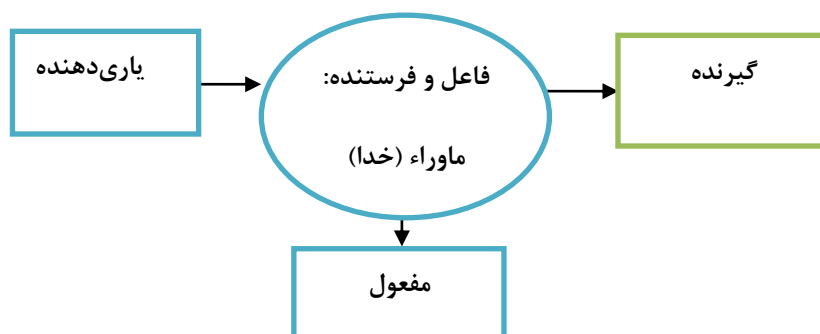 گیرنده
فاعل و فرستنده:
ماوراء (خدا)
یاری‌دهنده
مفعول